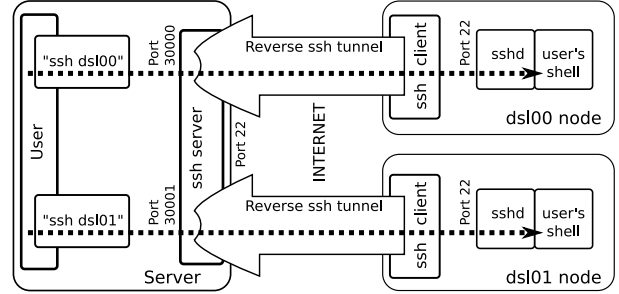 User
"ssh dsl00"
Port
30000
ssh server
Port 22
Reverse ssh tunnel
INTERNET
ssh client
Port 22
sshd
user's
shell
dsl00 node
"ssh dsl01"
Port
30001
Reverse ssh tunnel
ssh client
Port 22
sshd
user's
shell
Server
dsl01 node